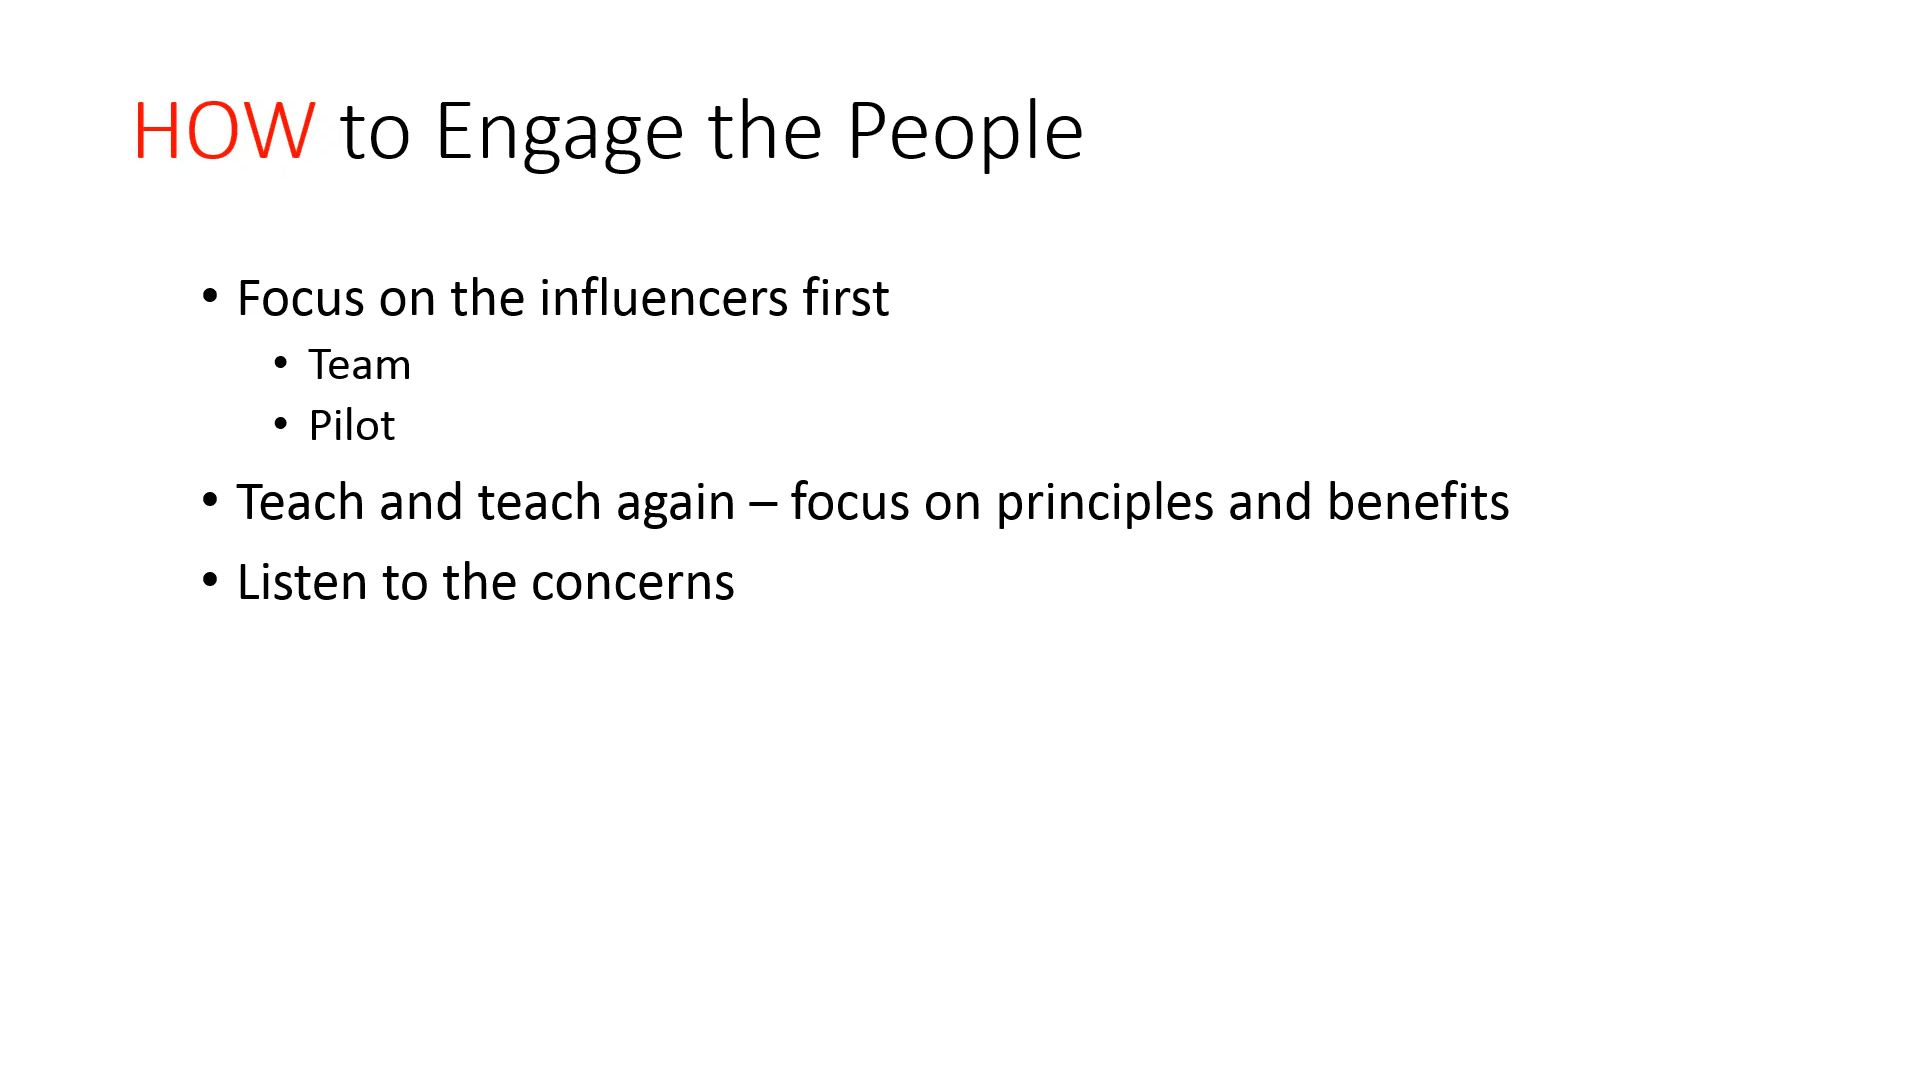 HOW to Engage the People
• Focus on the influencers first
• Team
• Pilot
• Teach and teach again – focus on principles and benefits
• Listen to the concerns